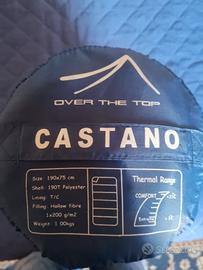 OVER THE TOP
CASTANO
Size: 190x75 cm
Shell: 190T Polyester
Lining: T/C
Filling: Hollow fibre
1x200 g/m2
Weight: 1.00kgs
Thermal Range
COMFORT
Extreme